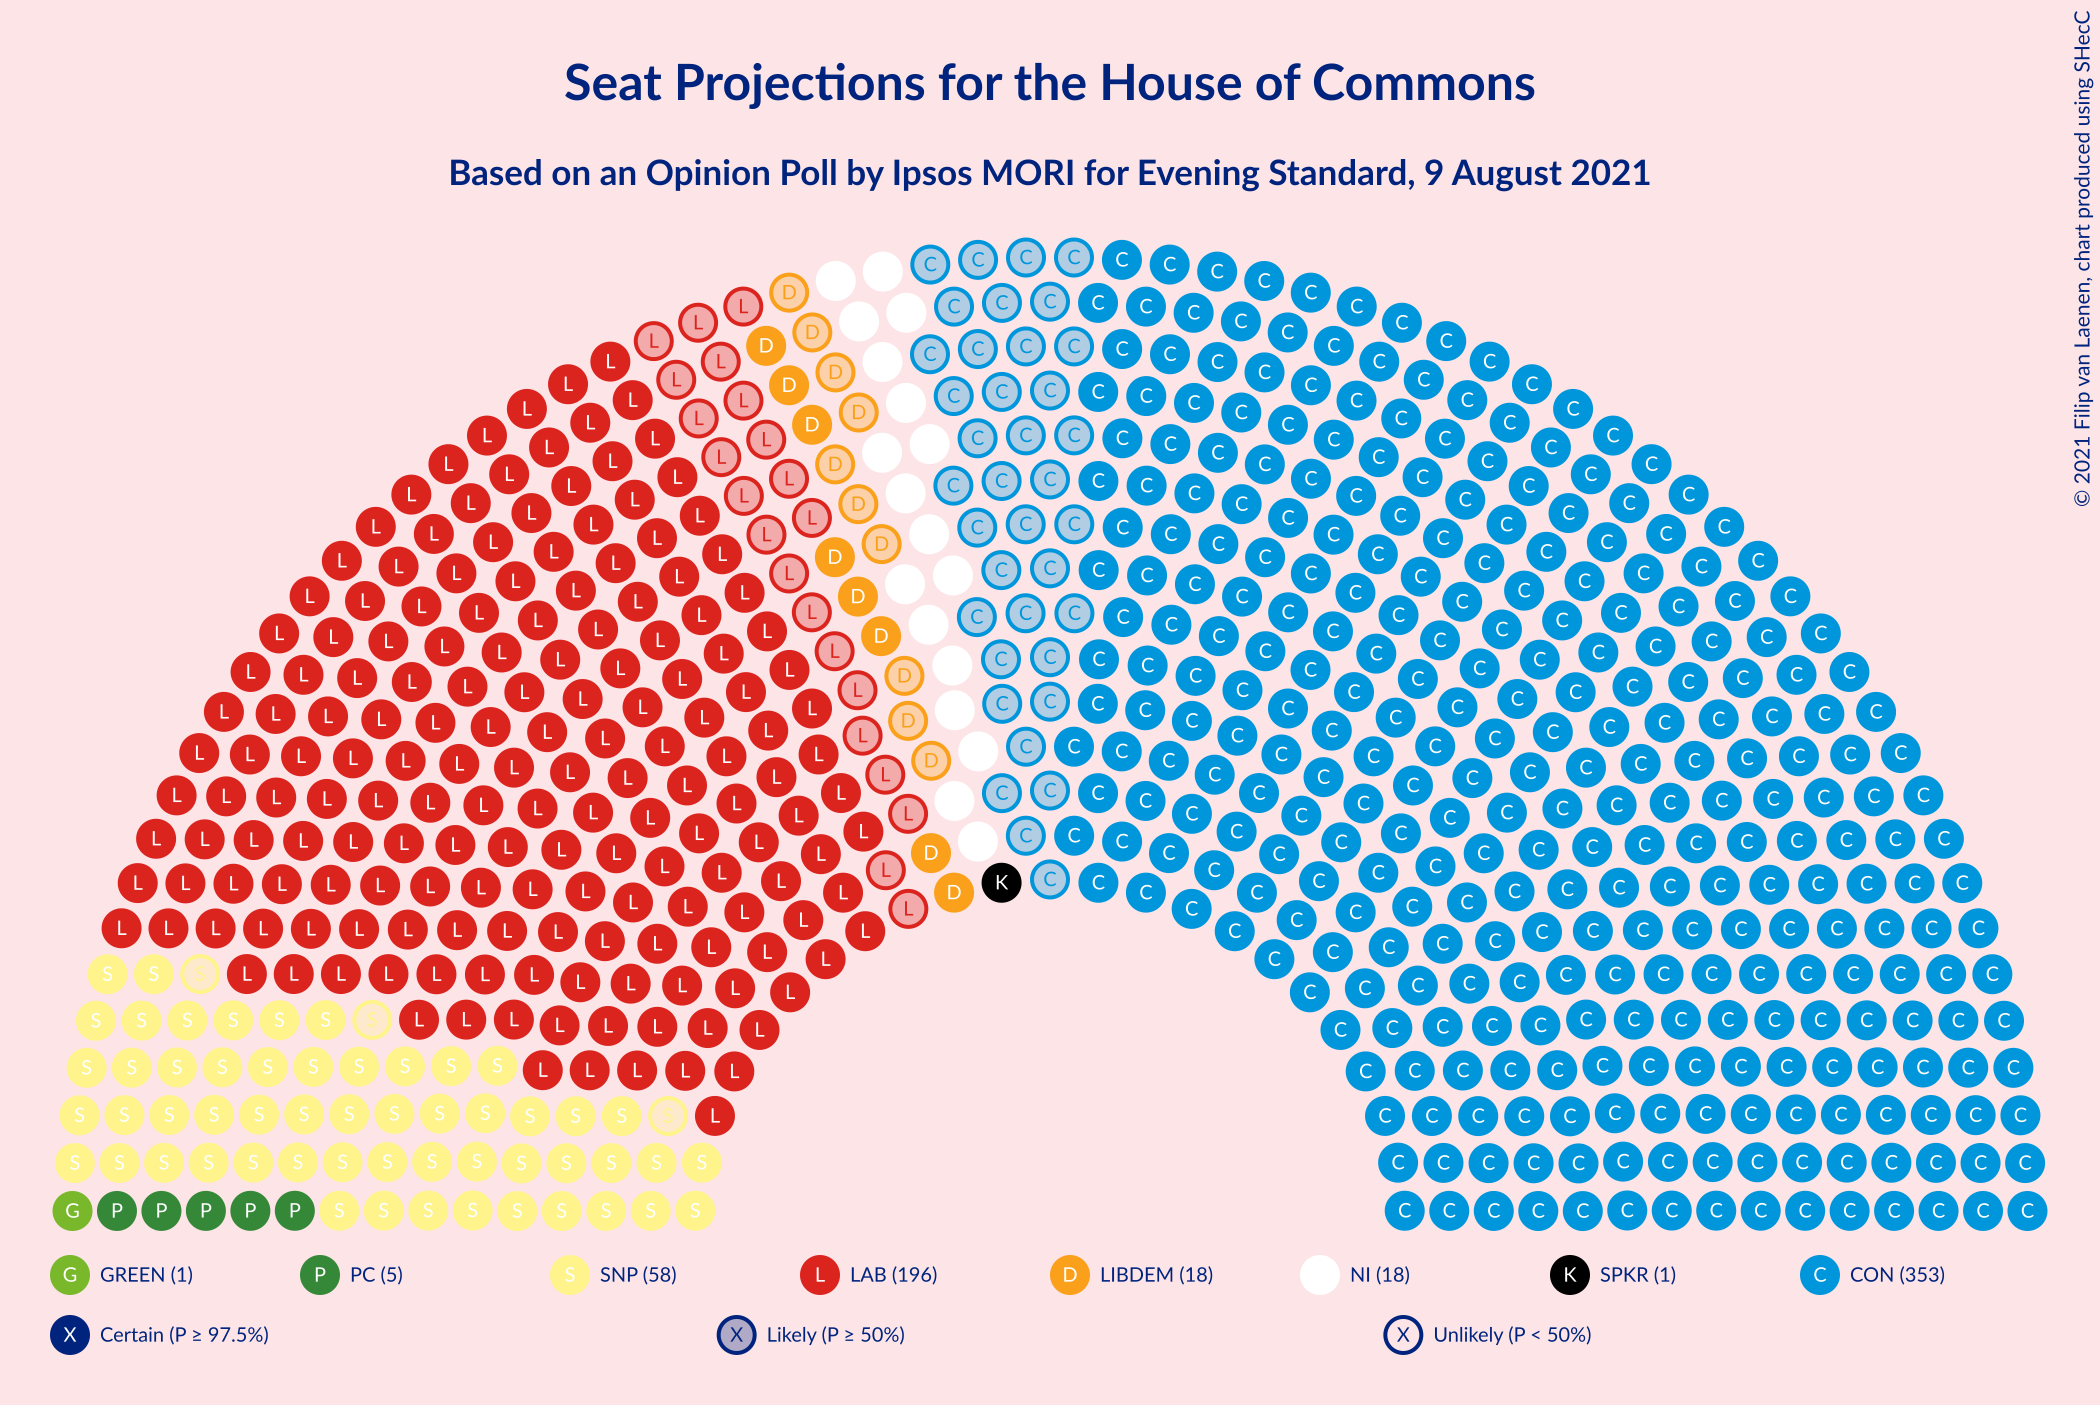 Seat Projections for the House of Commons
Based on an Opinion Poll by Ipsos MORI for Evening Standard, 9 August 2021
© 2021 Filip van Laenen, chart produced using SHecC
G GREEN (1) P PC (5) S SNP (58) L LAB (196) D LIBDEM (18) NI (18) K SPKR (1) C CON (353)
X Certain (P ≥ 97.5%) X Likely (P ≥ 50%) X Unlikely (P < 50%)